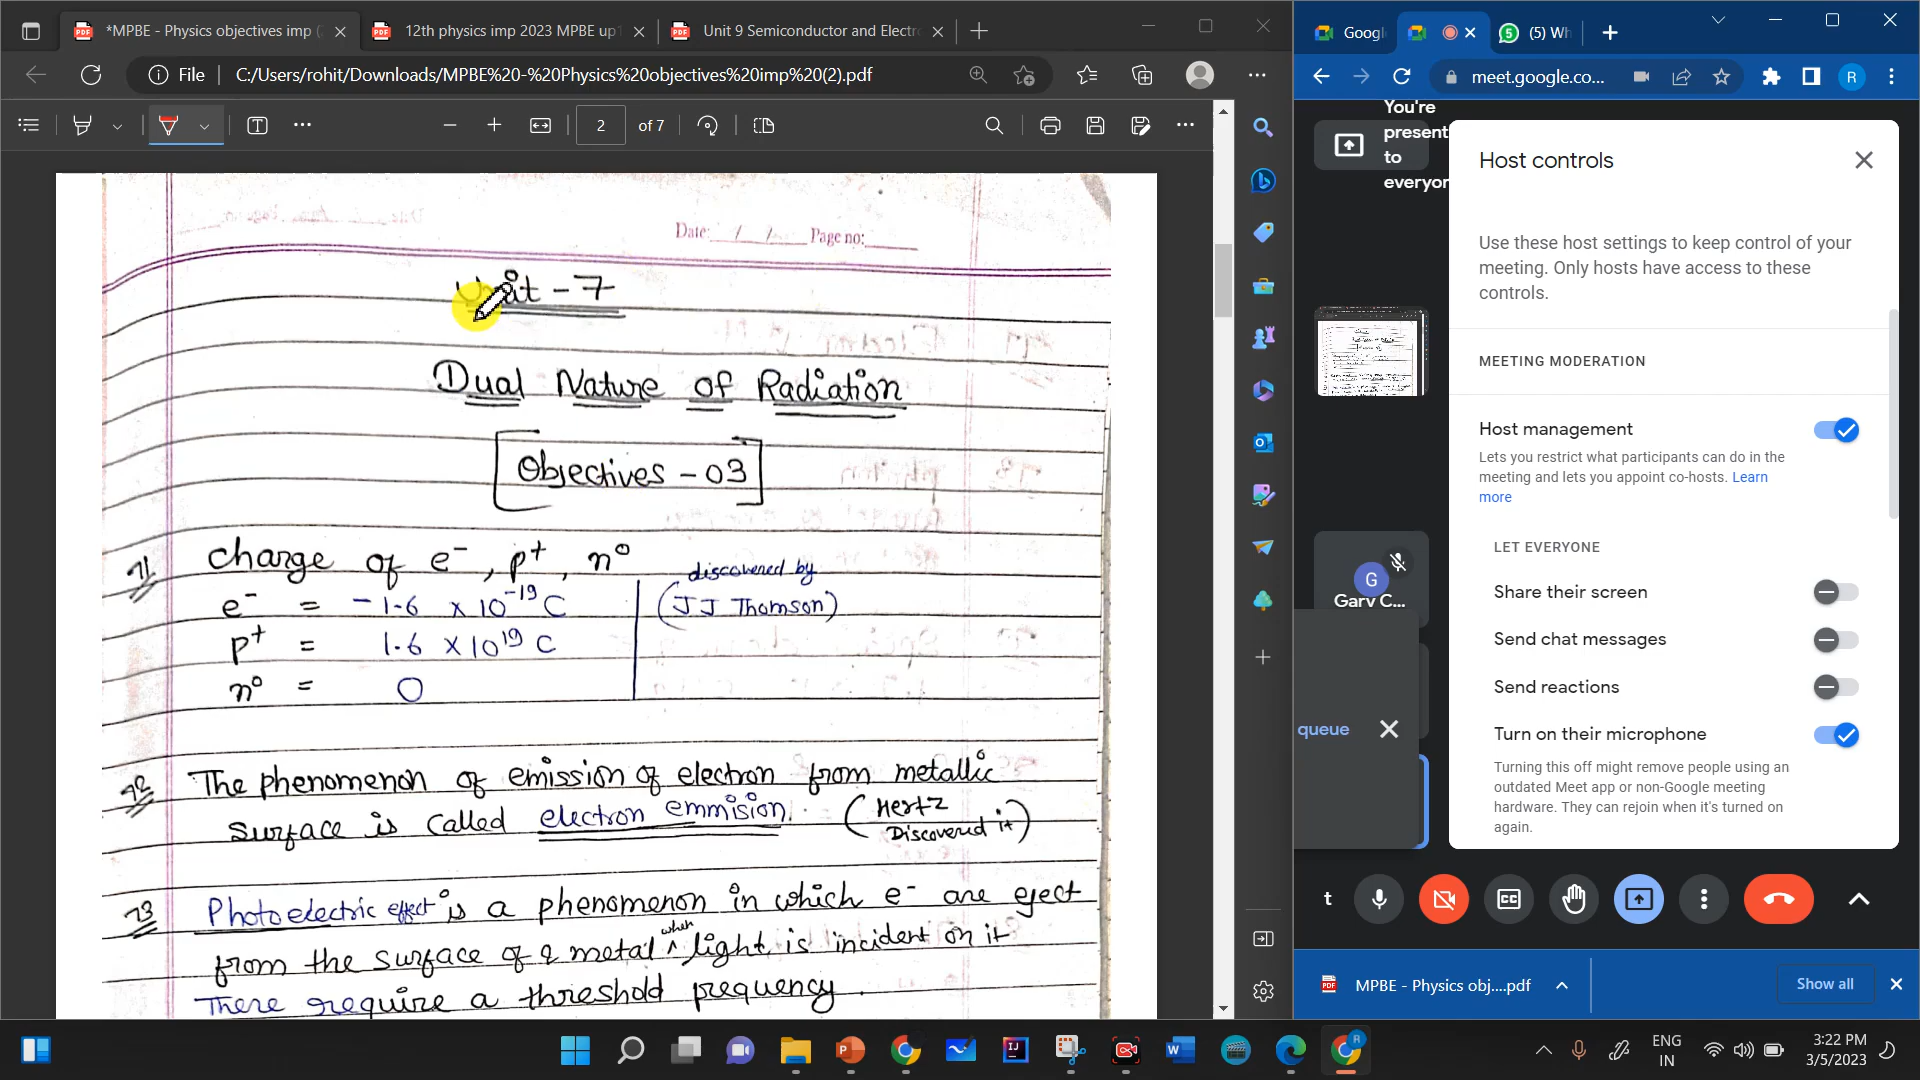 *MPBE - Physics objectives imp (
12th physics imp 2023 MPBE up
Unit 9 Semiconductor and Electr
File
C:/Users/rohit/Downloads/MPBE%20-%20Physics%20objectives%20imp%20(2).pdf
2 of 7
Date: / / Page no:
Unit - 7
Dual Nature of Radiation
Objectives - 03
71 charge of e⁻, p⁺, n⁰
e⁻ = - 1.6 x 10⁻¹⁹ C
discovered by
(JJ Thomson)
p⁺ = 1.6 x 10¹⁹ C
n⁰ = 0
72 The phenomenon of emission of electron from metallic
surface is called electron emmision. (Hertz
Discovered it)
73 Photoelectric effect is a phenomenon in which e⁻ are eject
from the surface of a metal when light is incident on it
There require a threshold frequency.
Googl
(5) Wh
meet.google.co...
R
You're
present
to
everyor
G
Garv C...
queue
Host controls
Use these host settings to keep control of your
meeting. Only hosts have access to these
controls.
MEETING MODERATION
Host management
Lets you restrict what participants can do in the
meeting and lets you appoint co-hosts. Learn
more
LET EVERYONE
Share their screen
Send chat messages
Send reactions
Turn on their microphone
Turning this off might remove people using an
outdated Meet app or non-Google meeting
hardware. They can rejoin when it's turned on
again.
t
MPBE - Physics obj....pdf
Show all
ENG
IN
3:22 PM
3/5/2023